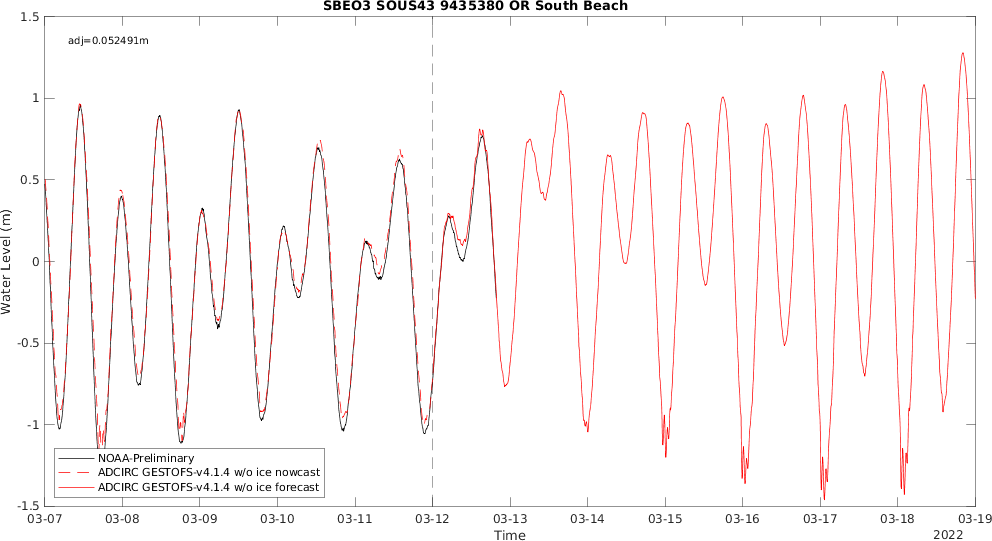 SBEO3 SOUS43 9435380 OR South Beach
adj=0.052491m
1.5
1
0.5
0
-0.5
-1
-1.5
Water Level (m)
NOAA-Preliminary
ADCIRC GESTOFS-v4.1.4 w/o ice nowcast
ADCIRC GESTOFS-v4.1.4 w/o ice forecast
03-07 03-08 03-09 03-10 03-11 03-12 03-13 03-14 03-15 03-16 03-17 03-18 03-19
Time
2022